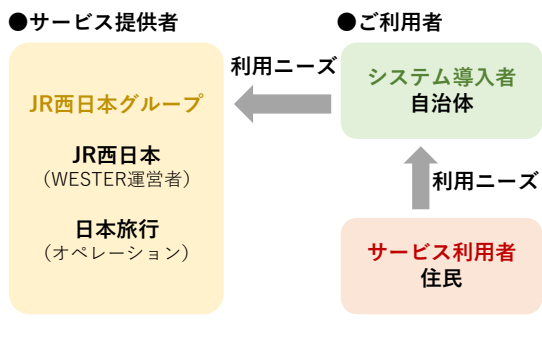 ●サービス提供者
JR西日本グループ
JR西日本
（WESTER運営者）
日本旅行
（オペレーション）
利用ニーズ
●ご利用者
システム導入者
自治体
利用ニーズ
サービス利用者
住民